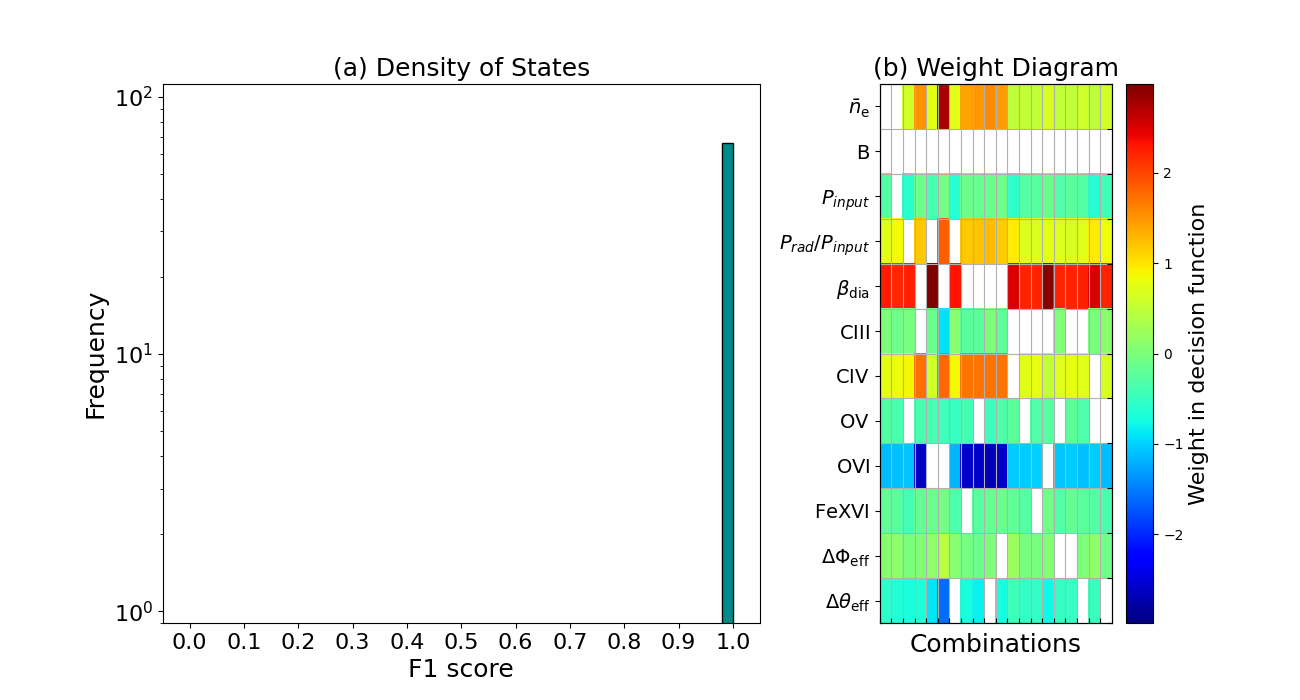 (a) Density of States
10²
10¹
10⁰
Frequency
0.0 0.1 0.2 0.3 0.4 0.5 0.6 0.7 0.8 0.9 1.0
F1 score
(b) Weight Diagram
n̄e
B
Pinput
Prad/Pinput
βdia
CIII
CIV
OV
OVI
FeXVI
ΔΦeff
Δθeff
Combinations
2
1
0
−1
−2
Weight in decision function